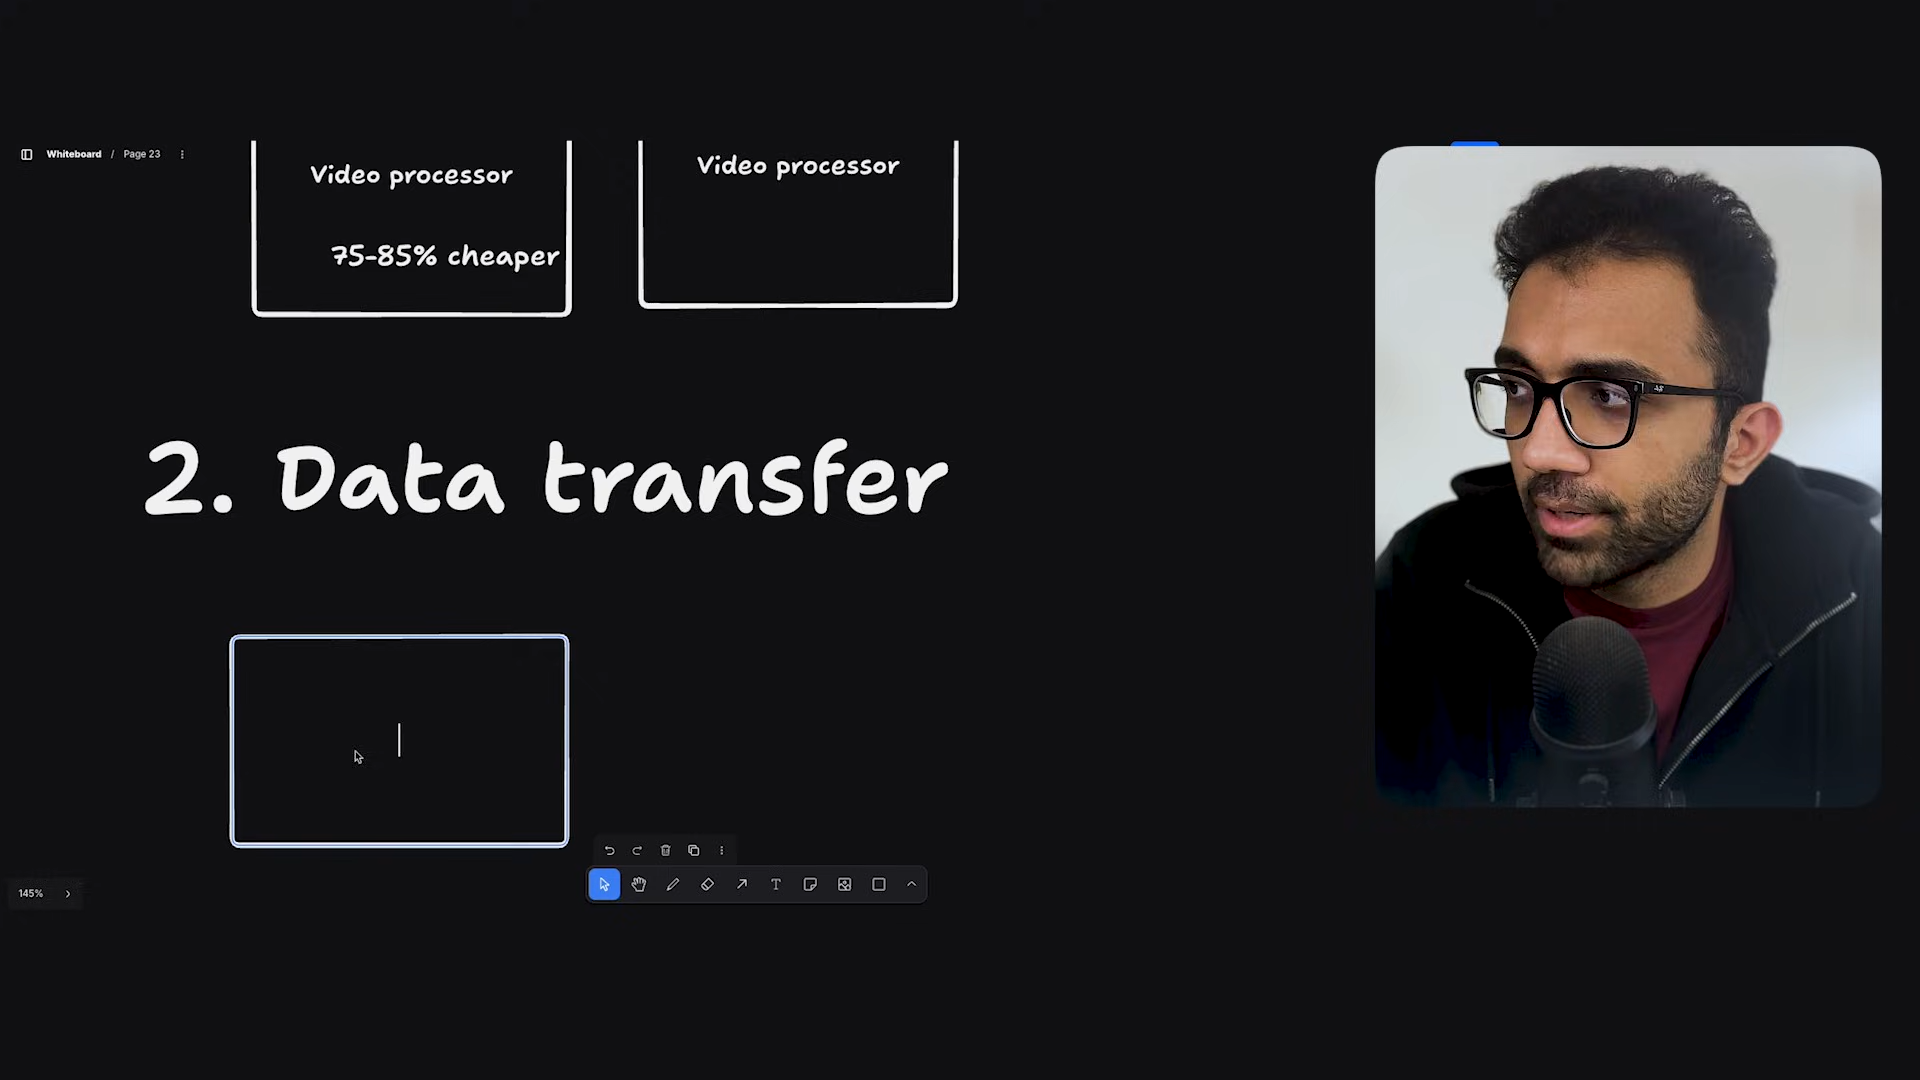 Whiteboard / Page 23
Video processor
75-85% cheaper
Video processor
2. Data transfer
145%